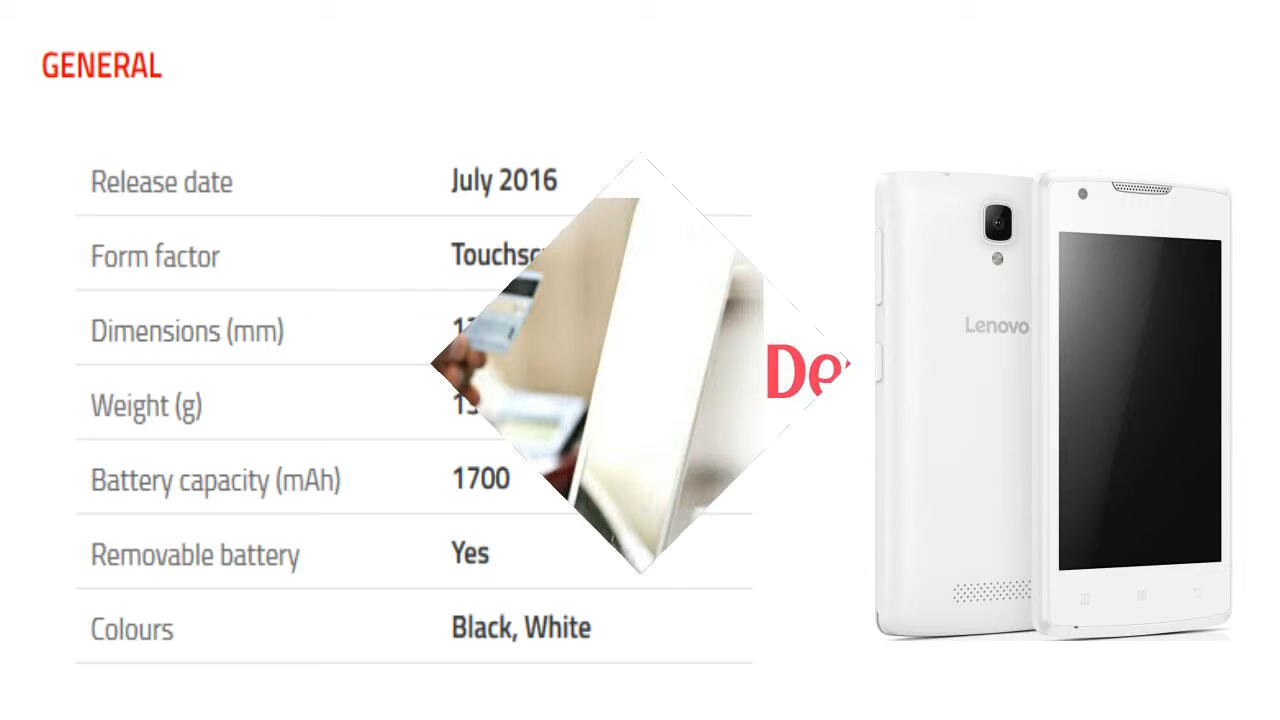 GENERAL
Release date July 2016
Form factor
Dimensions (mm)
Weight (g)
Battery capacity (mAh) 1700
Removable battery Yes
Colours Black, White
Lenovo